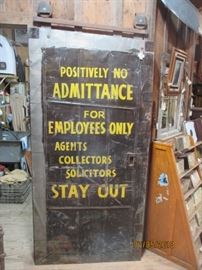 POSITIVELY NO
ADMITTANCE
FOR
EMPLOYEES ONLY
AGENTS
COLLECTORS
SOLICITORS
STAY OUT